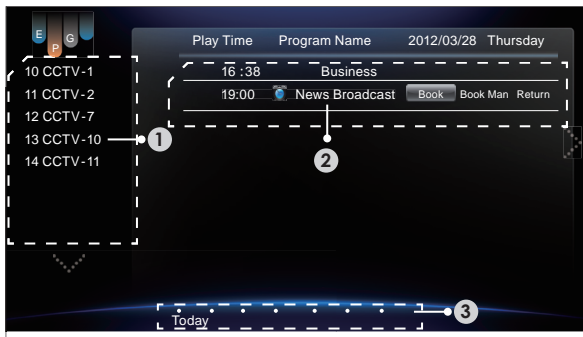 E P G
Play Time Program Name 2012/03/28 Thursday
10 CCTV-1
11 CCTV-2
12 CCTV-7
13 CCTV-10
14 CCTV-11
16 :38 Business
19:00 News Broadcast Book Book Man Return
1
2
3
Today